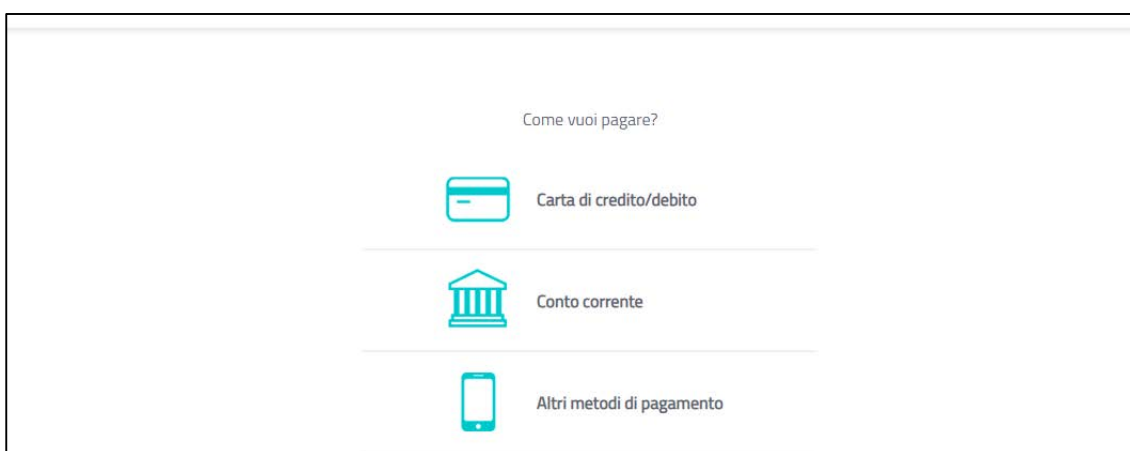 Come vuoi pagare?
Carta di credito/debito
Conto corrente
Altri metodi di pagamento